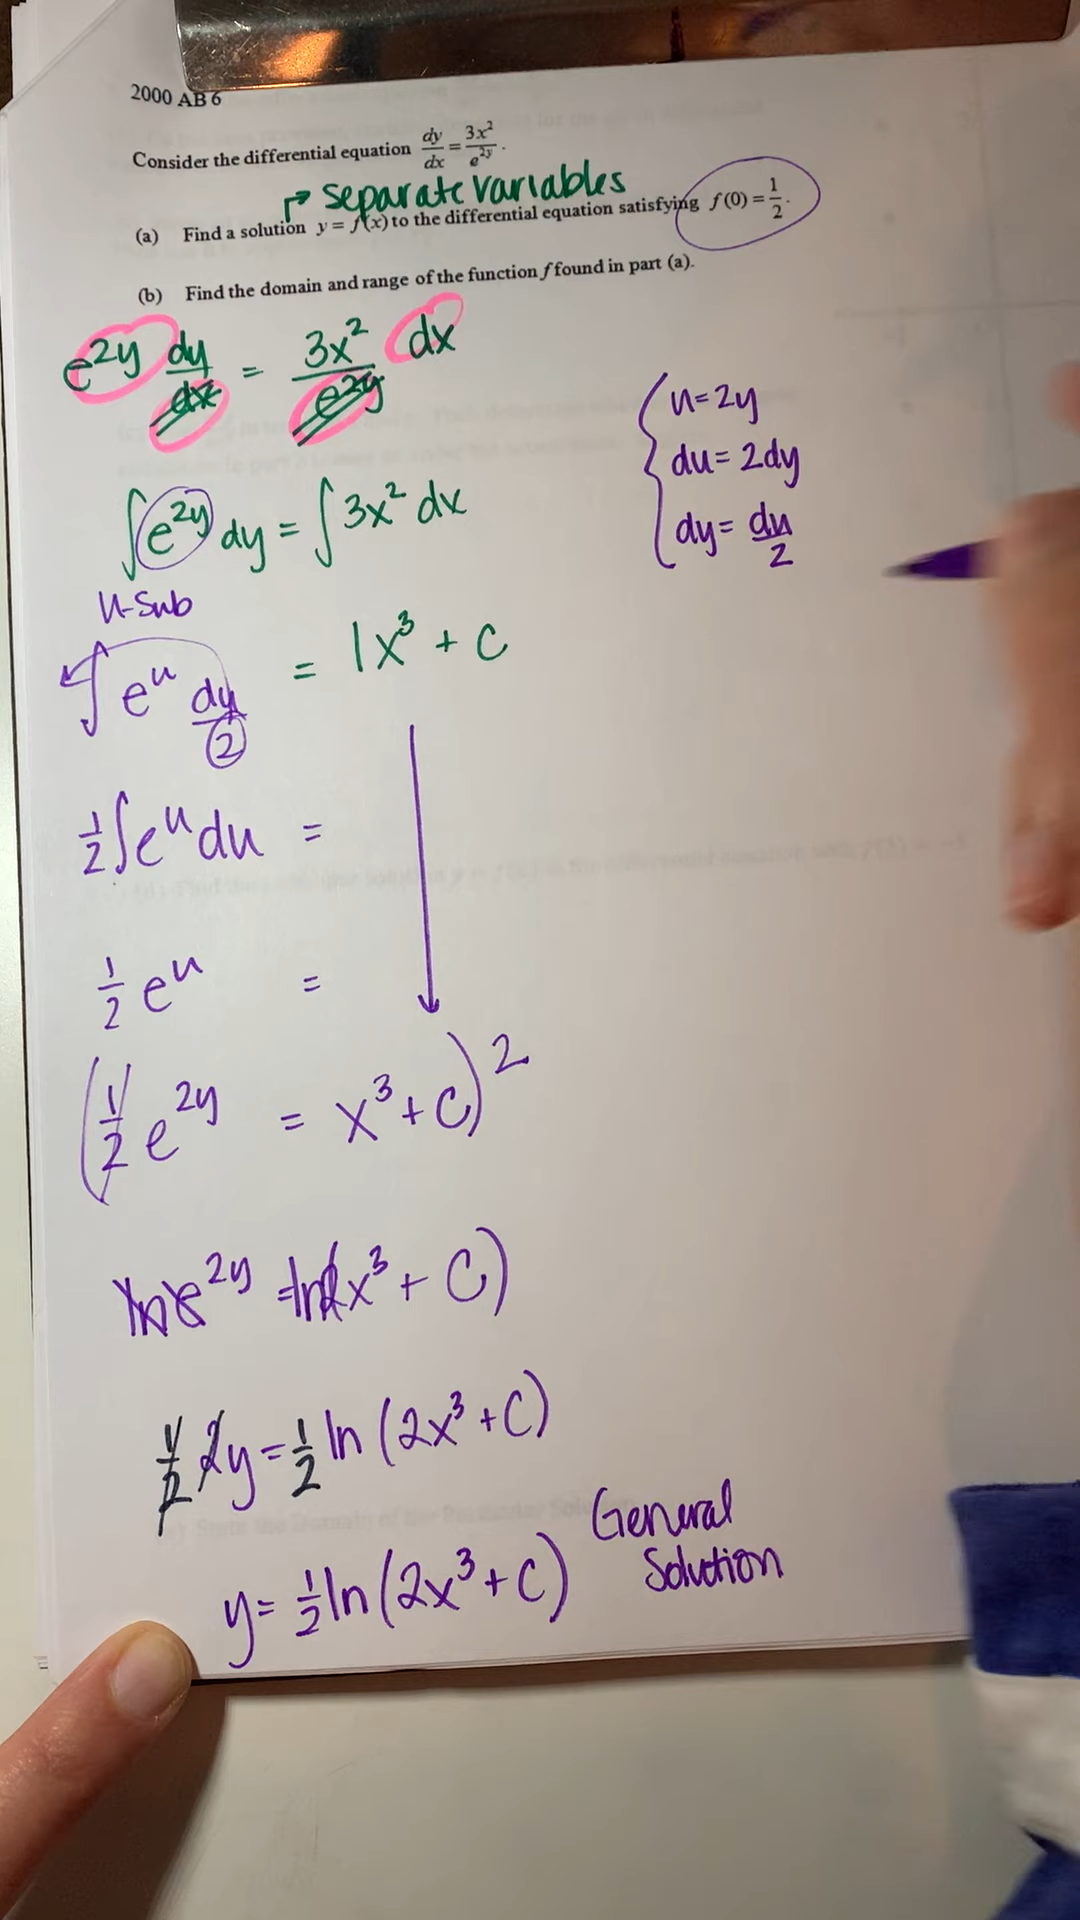 2000 AB 6
Consider the differential equation dy/dx = 3x²/e^(2y).
→ separate variables
(a) Find a solution y = f(x) to the differential equation satisfying f(0) = 1/2.
(b) Find the domain and range of the function f found in part (a).
e^(2y) dy/dx = 3x²/e^(2y) dx
u = 2y
du = 2dy
dy = du/2
∫ e^(2y) dy = ∫ 3x² dx
u-sub
∫ e^u du/2 = 1x³ + C
1/2 ∫ e^u du =
1/2 e^u =
(1/2 e^(2y) = x³ + C) 2
ln e^(2y) = ln(2x³ + C)
1/2 2y = 1/2 ln (2x³ + C)
General
Solution
y = 1/2 ln (2x³ + C)